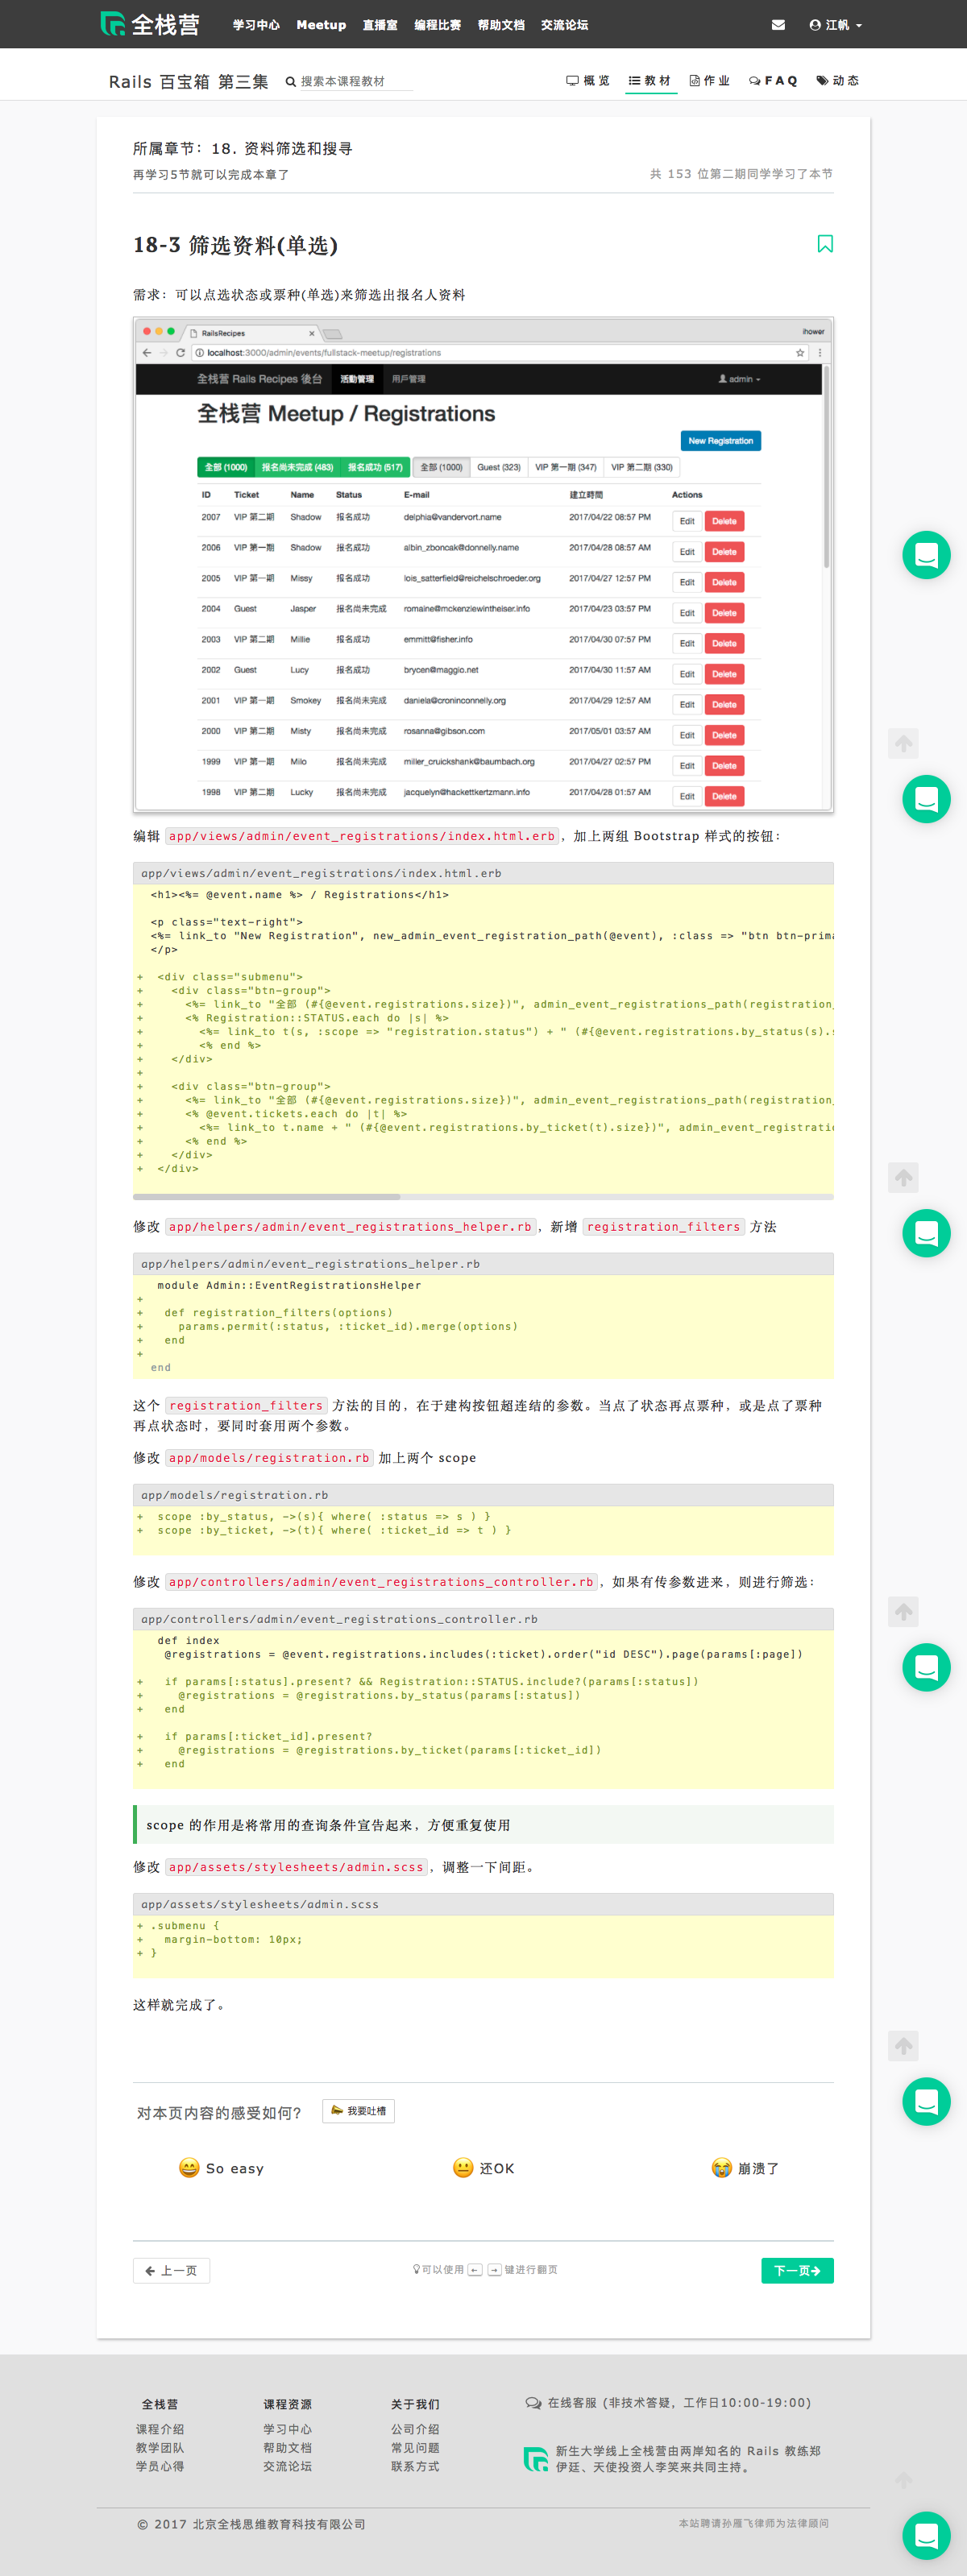 全栈营 学习中心 Meetup 直播室 编程比赛 帮助文档 交流论坛 江帆
Rails 百宝箱 第三集 搜索本课程教材 概览 教材 作业 FAQ 动态
所属章节：18. 资料筛选和搜寻
再学习5节就可以完成本章了 共 153 位第二期同学学习了本节
18-3 筛选资料(单选)
需求：可以点选状态或票种(单选)来筛选出报名人资料
RailsRecipes ihower
localhost:3000/admin/events/fullstack-meetup/registrations
全栈营 Rails Recipes 後台 活動管理 用戶管理 admin
全栈营 Meetup / Registrations
New Registration
全部 (1000) 报名尚未完成 (483) 报名成功 (517) 全部 (1000) Guest (323) VIP 第一期 (347) VIP 第二期 (330)
ID Ticket Name Status E-mail 建立時間 Actions
2007 VIP 第二期 Shadow 报名成功 delphia@vandervort.name 2017/04/22 08:57 PM Edit Delete
2006 VIP 第一期 Shadow 报名成功 albin_zboncak@donnelly.name 2017/04/28 08:57 AM Edit Delete
2005 VIP 第一期 Missy 报名成功 lois_satterfield@reichelschroeder.org 2017/04/27 12:57 PM Edit Delete
2004 Guest Jasper 报名尚未完成 romaine@mckenziewintheiser.info 2017/04/23 03:57 PM Edit Delete
2003 VIP 第二期 Millie 报名成功 emmitt@fisher.info 2017/04/30 07:57 PM Edit Delete
2002 Guest Lucy 报名成功 brycen@maggio.net 2017/04/30 11:57 AM Edit Delete
2001 VIP 第一期 Smokey 报名尚未完成 daniela@croninconnelly.org 2017/04/29 12:57 AM Edit Delete
2000 VIP 第二期 Misty 报名尚未完成 rosanna@gibson.com 2017/05/01 03:57 AM Edit Delete
1999 VIP 第一期 Milo 报名尚未完成 miller_cruickshank@baumbach.org 2017/04/27 02:57 PM Edit Delete
1998 VIP 第二期 Lucky 报名尚未完成 jacquelyn@hackettkertzmann.info 2017/04/28 01:57 AM Edit Delete
编辑 app/views/admin/event_registrations/index.html.erb，加上两组 Bootstrap 样式的按钮：
app/views/admin/event_registrations/index.html.erb
<h1><%= @event.name %> / Registrations</h1>
<p class="text-right">
<%= link_to "New Registration", new_admin_event_registration_path(@event), :class => "btn btn-prima
</p>
+ <div class="submenu">
+ <div class="btn-group">
+ <%= link_to "全部 (#{@event.registrations.size})", admin_event_registrations_path(registration_
+ <% Registration::STATUS.each do |s| %>
+ <%= link_to t(s, :scope => "registration.status") + " (#{@event.registrations.by_status(s).s
+ <% end %>
+ </div>
+
+ <div class="btn-group">
+ <%= link_to "全部 (#{@event.registrations.size})", admin_event_registrations_path(registration_
+ <% @event.tickets.each do |t| %>
+ <%= link_to t.name + " (#{@event.registrations.by_ticket(t).size})", admin_event_registratio
+ <% end %>
+ </div>
+ </div>
修改 app/helpers/admin/event_registrations_helper.rb，新增 registration_filters 方法
app/helpers/admin/event_registrations_helper.rb
module Admin::EventRegistrationsHelper
+
+ def registration_filters(options)
+ params.permit(:status, :ticket_id).merge(options)
+ end
+
end
这个 registration_filters 方法的目的，在于建构按钮超连结的参数。当点了状态再点票种，或是点了票种
再点状态时，要同时套用两个参数。
修改 app/models/registration.rb 加上两个 scope
app/models/registration.rb
+ scope :by_status, ->(s){ where( :status => s ) }
+ scope :by_ticket, ->(t){ where( :ticket_id => t ) }
修改 app/controllers/admin/event_registrations_controller.rb，如果有传参数进来，则进行筛选：
app/controllers/admin/event_registrations_controller.rb
def index
@registrations = @event.registrations.includes(:ticket).order("id DESC").page(params[:page])
+ if params[:status].present? && Registration::STATUS.include?(params[:status])
+ @registrations = @registrations.by_status(params[:status])
+ end
+ if params[:ticket_id].present?
+ @registrations = @registrations.by_ticket(params[:ticket_id])
+ end
scope 的作用是将常用的查询条件宣告起来，方便重复使用
修改 app/assets/stylesheets/admin.scss，调整一下间距。
app/assets/stylesheets/admin.scss
+ .submenu {
+ margin-bottom: 10px;
+ }
这样就完成了。
对本页内容的感受如何? 我要吐槽
So easy 还OK 崩溃了
上一页 可以使用 ← → 键进行翻页 下一页
全栈营 课程资源 关于我们 在线客服 (非技术答疑，工作日10:00-19:00)
课程介绍 学习中心 公司介绍
教学团队 帮助文档 常见问题
学员心得 交流论坛 联系方式
新生大学线上全栈营由两岸知名的 Rails 教练郑
伊廷、天使投资人李笑来共同主持。
© 2017 北京全栈思维教育科技有限公司 本站聘请孙雁飞律师为法律顾问